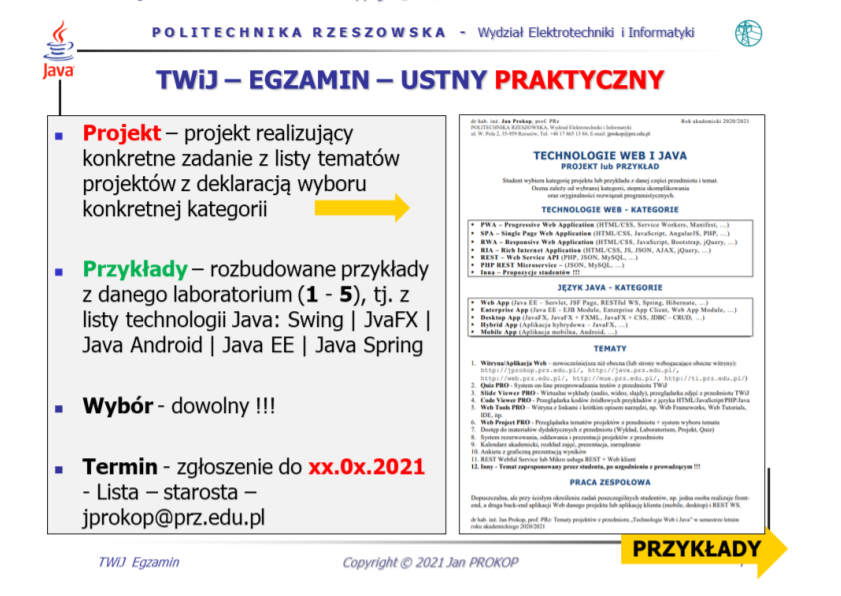 POLITECHNIKA RZESZOWSKA - Wydział Elektrotechniki i Informatyki
Java
TWiJ – EGZAMIN – USTNY PRAKTYCZNY
▪ Projekt – projekt realizujący
konkretne zadanie z listy tematów
projektów z deklaracją wyboru
konkretnej kategorii
▪ Przykłady – rozbudowane przykłady
z danego laboratorium (1 - 5), tj. z
listy technologii Java: Swing | JvaFX |
Java Android | Java EE | Java Spring
▪ Wybór - dowolny !!!
▪ Termin - zgłoszenie do xx.0x.2021
- Lista – starosta –
jprokop@prz.edu.pl
dr hab. inż. Jan Prokop, prof. PRz Rok akademicki 2020/2021
POLITECHNIKA RZESZOWSKA, Wydział Elektrotechniki i Informatyki
ul. W. Pola 2, 35-959 Rzeszów, Tel. E-mail: jprokop@prz.edu.pl
TECHNOLOGIE WEB I JAVA
PROJEKT lub PRZYKŁAD
Student wybiera kategorię projektu lub przykładu z danej części przedmiotu i temat.
Ocena zależy od wybranej kategorii, stopnia skomplikowania
oraz oryginalności rozwiązań programistycznych.
TECHNOLOGIE WEB - KATEGORIE
▪ PWA – Progressive Web Application (HTML/CSS, Service Workers, Manifest, ...)
▪ SPA – Single Page Web Application (HTML/CSS, JavaScript, AngularJS, PHP, ...)
▪ RWA – Responsive Web Application (HTML/CSS, JavaScript, Bootstrap, jQuery, ...)
▪ RIA – Rich Internet Application (HTML/CSS, JS, JSON, AJAX, jQuery, ...)
▪ REST – Web Service API (PHP, JSON, MySQL, ...)
▪ PHP REST Microservice – (JSON, MySQL, ...)
▪ Inna – Propozycje studentów !!!
JĘZYK JAVA - KATEGORIE
▪ Web App (Java EE – Servlet, JSF Page, RESTful WS, Spring, Hibernate, ...)
▪ Enterprise App (Java EE - EJB Module, Enterprise App Client, Web App Module, ...)
▪ Desktop App (JavaFX, JavaFX + FXML, JavaFX + CSS, JDBC – CRUD, ...)
▪ Hybrid App (Aplikacja hybrydowa – JavaFX, ...)
▪ Mobile App (Aplikacja mobilna, Android, ...)
TEMATY
1. Witryna/Aplikacja Web – nowocześniejsza niż obecna (lub strony wzbogacające obecne witryny):
http://jprokop.prz.edu.pl/, http://java.prz.edu.pl/,
http://web.prz.edu.pl/, http://mue.prz.edu.pl/, http://ti.prz.edu.pl/)
2. Quiz PRO - System on-line przeprowadzania testów z przedmiotu TWiJ
3. Slide Viewer PRO - Wirtualne wykłady (audio, wideo, slajdy), przeglądarka zdjęć z przedmiotu TWiJ
4. Code Viewer PRO - Przeglądarka kodów źródłowych przykładów z języka HTML/JavaScript/PHP/Java
5. Web Tools PRO – Witryna z linkami i krótkim opisem narzędzi, np. Web Frameworks, Web Tutorials,
IDE, itp.
6. Web Project PRO - Przeglądarka tematów projektów z przedmiotu + system wyboru tematu
7. Dostęp do materiałów dydaktycznych z przedmiotu (Wykład, Laboratorium, Projekt, Quiz)
8. System rezerwowania, oddawania i prezentacji projektów z przedmiotu
9. Kalendarz akademicki, rozkład zajęć, prezentacja, zarządzanie
10. Ankieta z graficzną prezentacją wyników
11. REST Webful Service lub Mikro usługa REST + Web klient
12. Inny - Temat zaproponowany przez studenta, po uzgodnieniu z prowadzącym !!!
PRACA ZESPOŁOWA
Dopuszczalna, ale przy ścisłym określeniu zadań poszczególnych studentów, np. jedna osoba realizuje front-
end, a druga back-end aplikacji Web danego projektu lub aplikację klienta (mobile, desktop) i REST WS.
dr hab. inż. Jan Prokop, prof. PRz: Tematy projektów z przedmiotu „Technologie Web i Java" w semestrze letnim
roku akademickiego 2020/2021
PRZYKŁADY
TWiJ Egzamin Copyright © 2021 Jan PROKOP